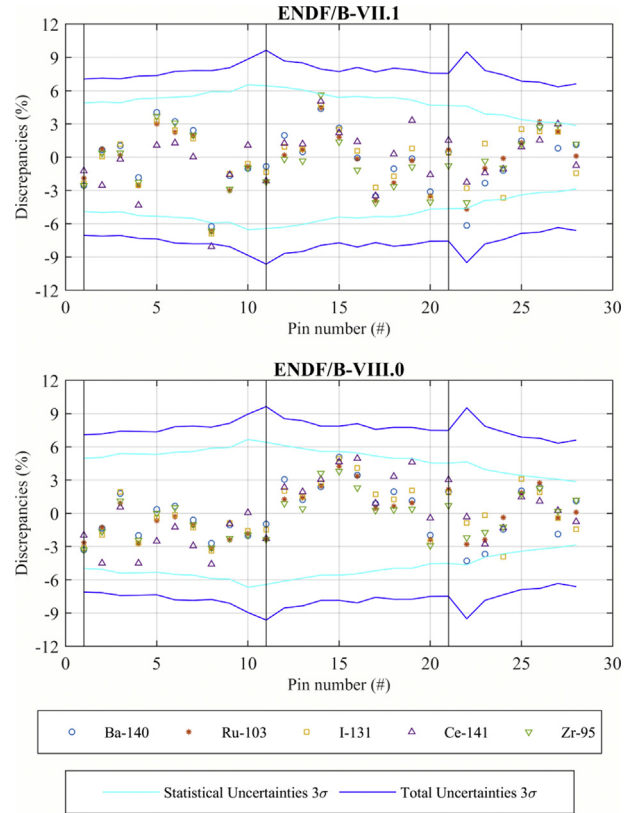 ENDF/B-VII.1
12
9
6
3
0
-3
-6
-9
-12
Discrepancies (%)
0 5 10 15 20 25 30
Pin number (#)
ENDF/B-VIII.0
12
9
6
3
0
-3
-6
-9
-12
Discrepancies (%)
0 5 10 15 20 25 30
Pin number (#)
Ba-140 Ru-103 I-131 Ce-141 Zr-95
Statistical Uncertainties 3σ Total Uncertainties 3σ